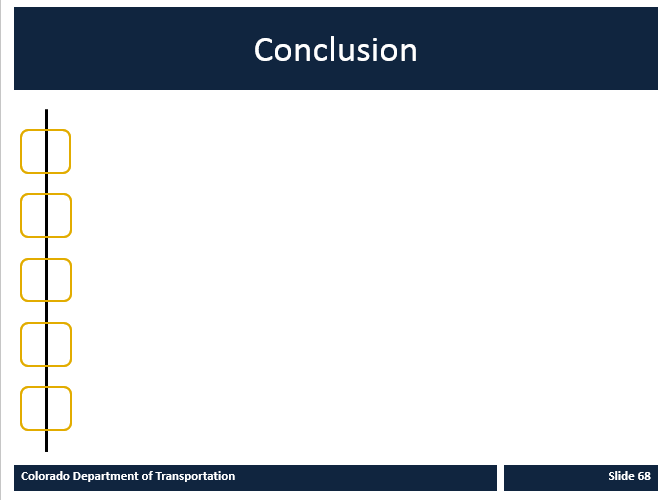 Conclusion
Colorado Department of Transportation
Slide 68